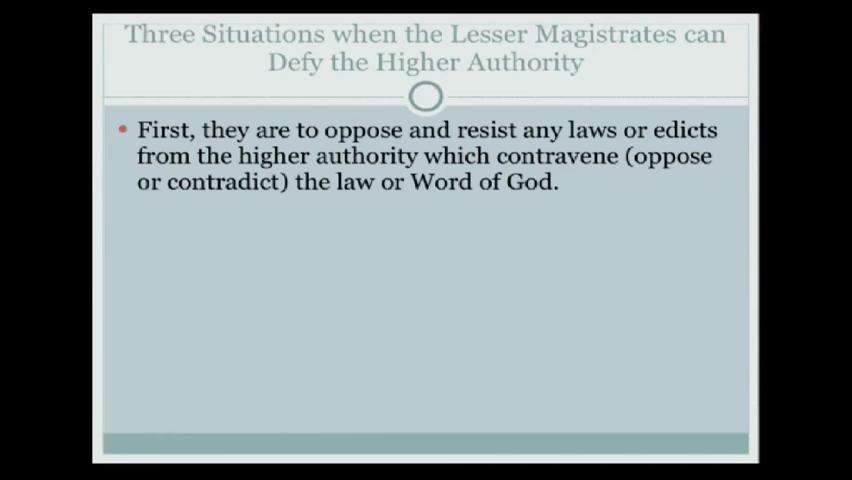 Three Situations when the Lesser Magistrates can
Defy the Higher Authority
• First, they are to oppose and resist any laws or edicts
from the higher authority which contravene (oppose
or contradict) the law or Word of God.